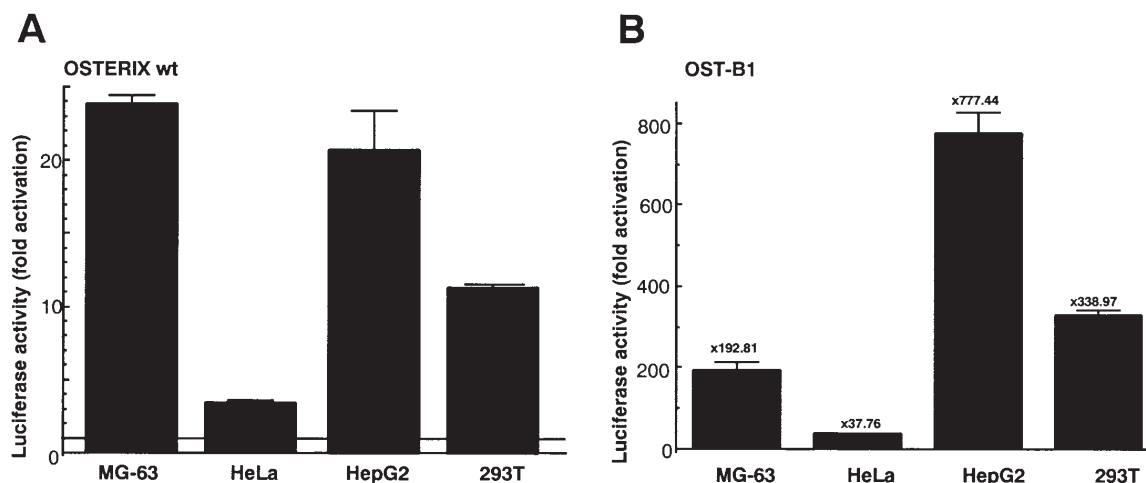 A
OSTERIX wt
Luciferase activity (fold activation)
20
10
0
MG-63 HeLa HepG2 293T
B
OST-B1
Luciferase activity (fold activation)
800
600
400
200
0
x192.81
x37.76
x777.44
x338.97
MG-63 HeLa HepG2 293T